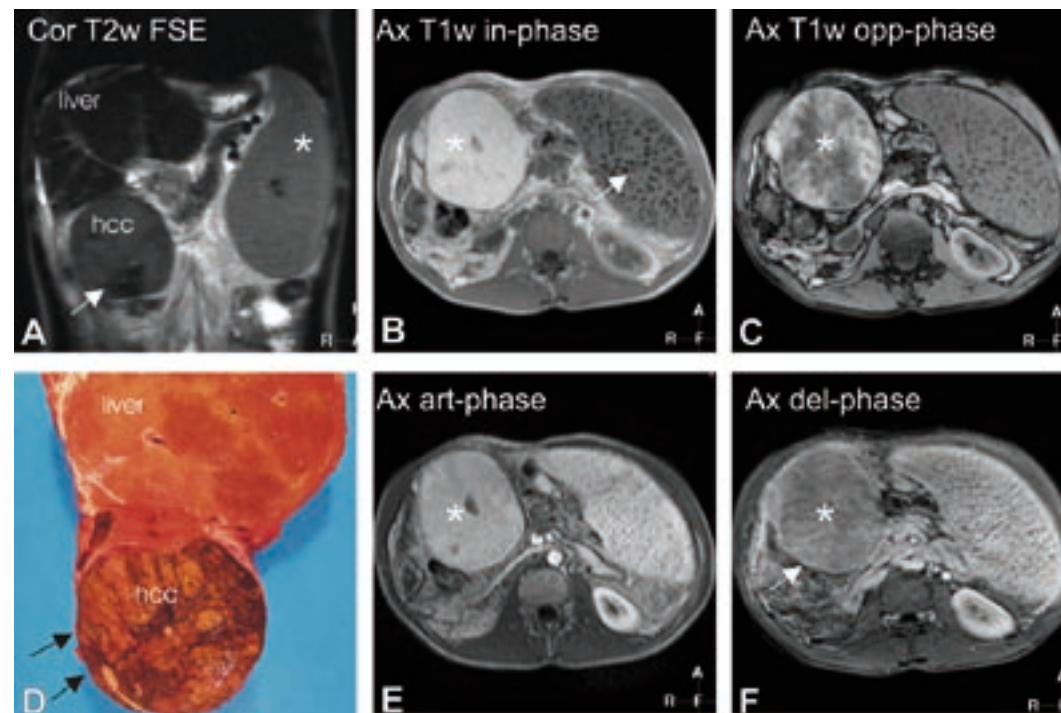 Cor T2w FSE
liver
*
hcc
A
R
Ax T1w in-phase
*
B
A
R F
Ax T1w opp-phase
*
C
A
R F
liver
hcc
D
Ax art-phase
*
E
A
R F
Ax del-phase
*
F
A
R F